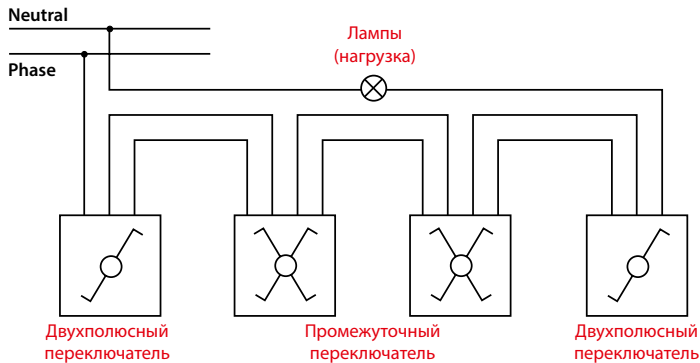 Neutral
Phase
Лампы
(нагрузка)
Двухполюсный
переключатель
Промежуточный
переключатель
Двухполюсный
переключатель